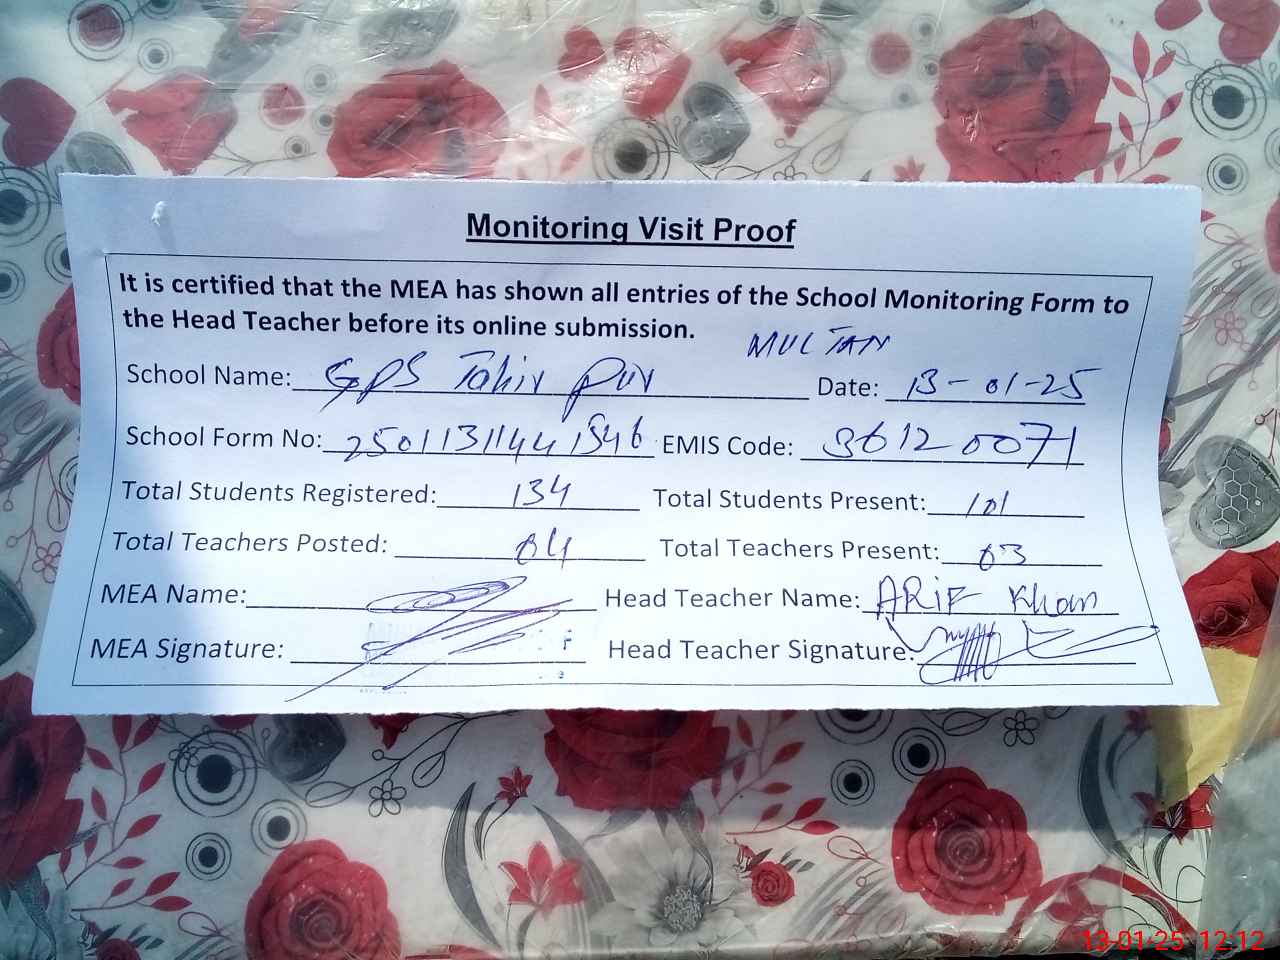 Monitoring Visit Proof
It is certified that the MEA has shown all entries of the School Monitoring Form to
the Head Teacher before its online submission.
MULTAN
School Name: GPS Tahir Pur Date: 13-01-25
School Form No: 25011311441546 EMIS Code: 36120071
Total Students Registered: 134 Total Students Present: 101
Total Teachers Posted: 04 Total Teachers Present: 03
MEA Name: Head Teacher Name: ARIF Khan
MEA Signature: Head Teacher Signature:
13-01-25 12:12